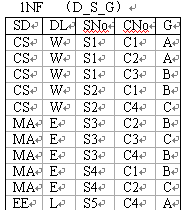 1NF （D_S_G）
SD DL SNo CNo G
CS W S1 C1 A
CS W S1 C2 A
CS W S1 C3 B
CS W S2 C1 B
CS W S2 C4 C
MA E S3 C2 B
MA E S3 C3 C
MA E S3 C4 B
MA E S4 C1 B
MA E S4 C2 C
EE L S5 C4 A